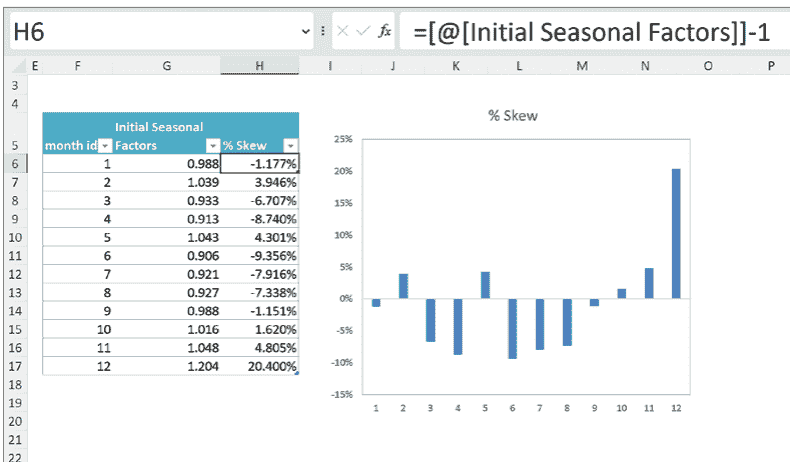 H6 fx =[@[Initial Seasonal Factors]]-1
E F G H I J K L M N O P
3
4
Initial Seasonal
5 month id Factors % Skew
6 1 0.988 -1.177%
7 2 1.039 3.946%
8 3 0.933 -6.707%
9 4 0.913 -8.740%
10 5 1.043 4.301%
11 6 0.906 -9.356%
12 7 0.921 -7.916%
13 8 0.927 -7.338%
14 9 0.988 -1.151%
15 10 1.016 1.620%
16 11 1.048 4.805%
17 12 1.204 20.400%
18
19
20
21
22
% Skew
25%
20%
15%
10%
5%
0%
-5%
-10%
-15%
1 2 3 4 5 6 7 8 9 10 11 12